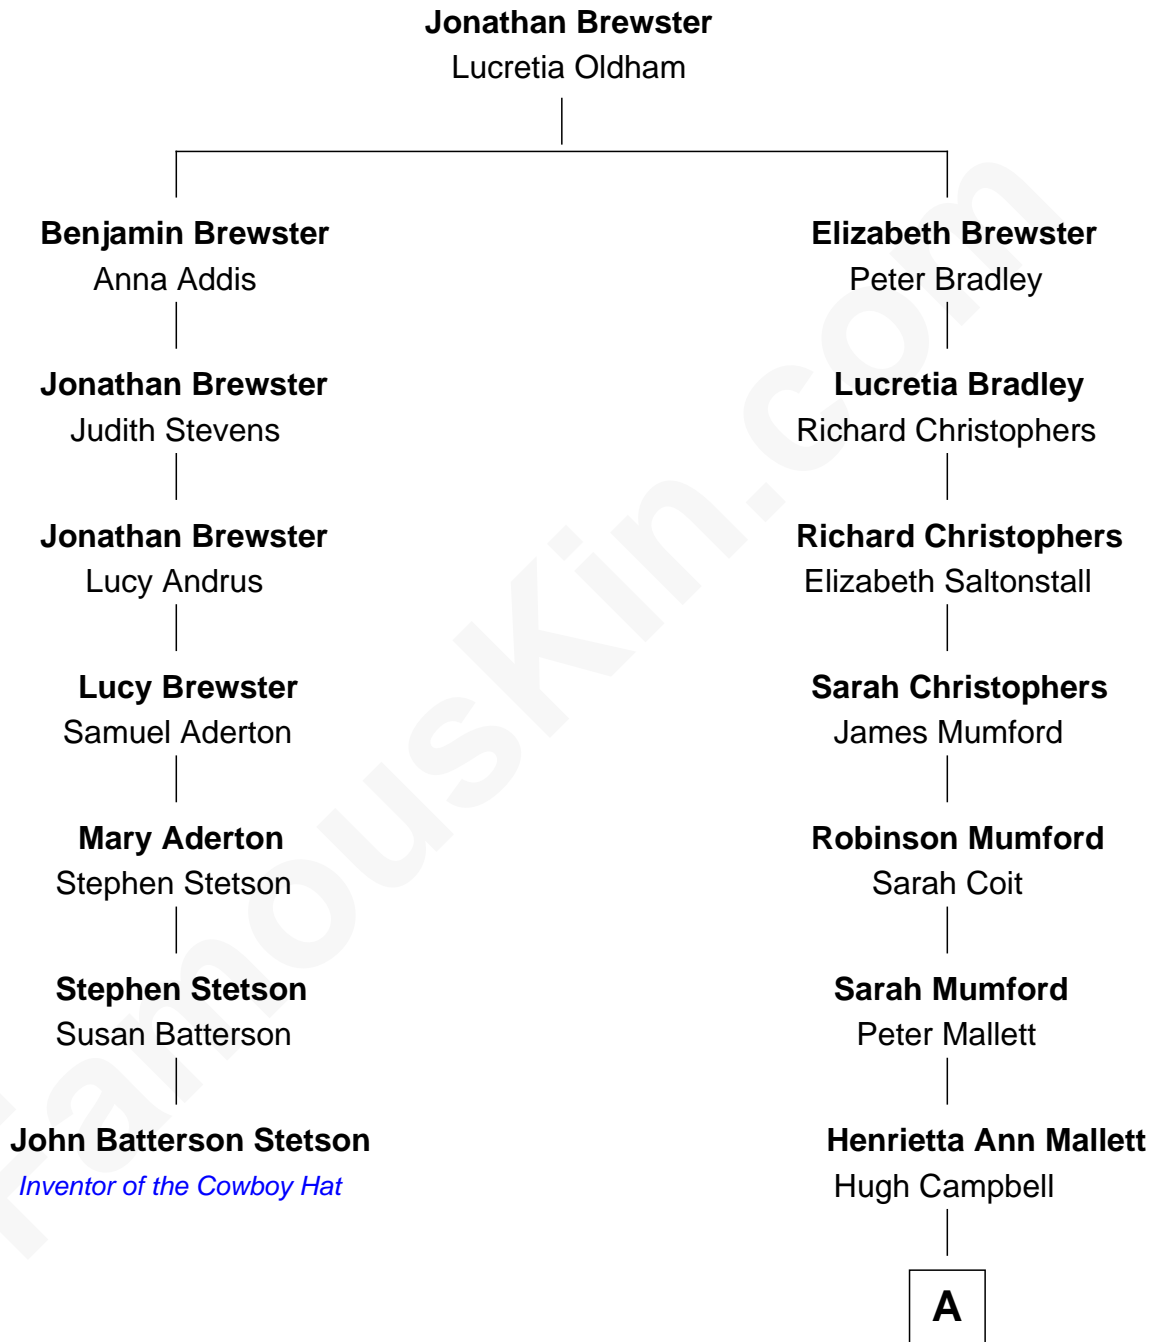 Jonathan Brewster
Lucretia Oldham
Benjamin Brewster
Anna Addis
Elizabeth Brewster
Peter Bradley
Jonathan Brewster
Judith Stevens
Lucretia Bradley
Richard Christophers
Jonathan Brewster
Lucy Andrus
Richard Christophers
Elizabeth Saltonstall
Lucy Brewster
Samuel Aderton
Sarah Christophers
James Mumford
Mary Aderton
Stephen Stetson
Robinson Mumford
Sarah Coit
Stephen Stetson
Susan Batterson
Sarah Mumford
Peter Mallett
John Batterson Stetson
Inventor of the Cowboy Hat
Henrietta Ann Mallett
Hugh Campbell
A
FamousKin.com